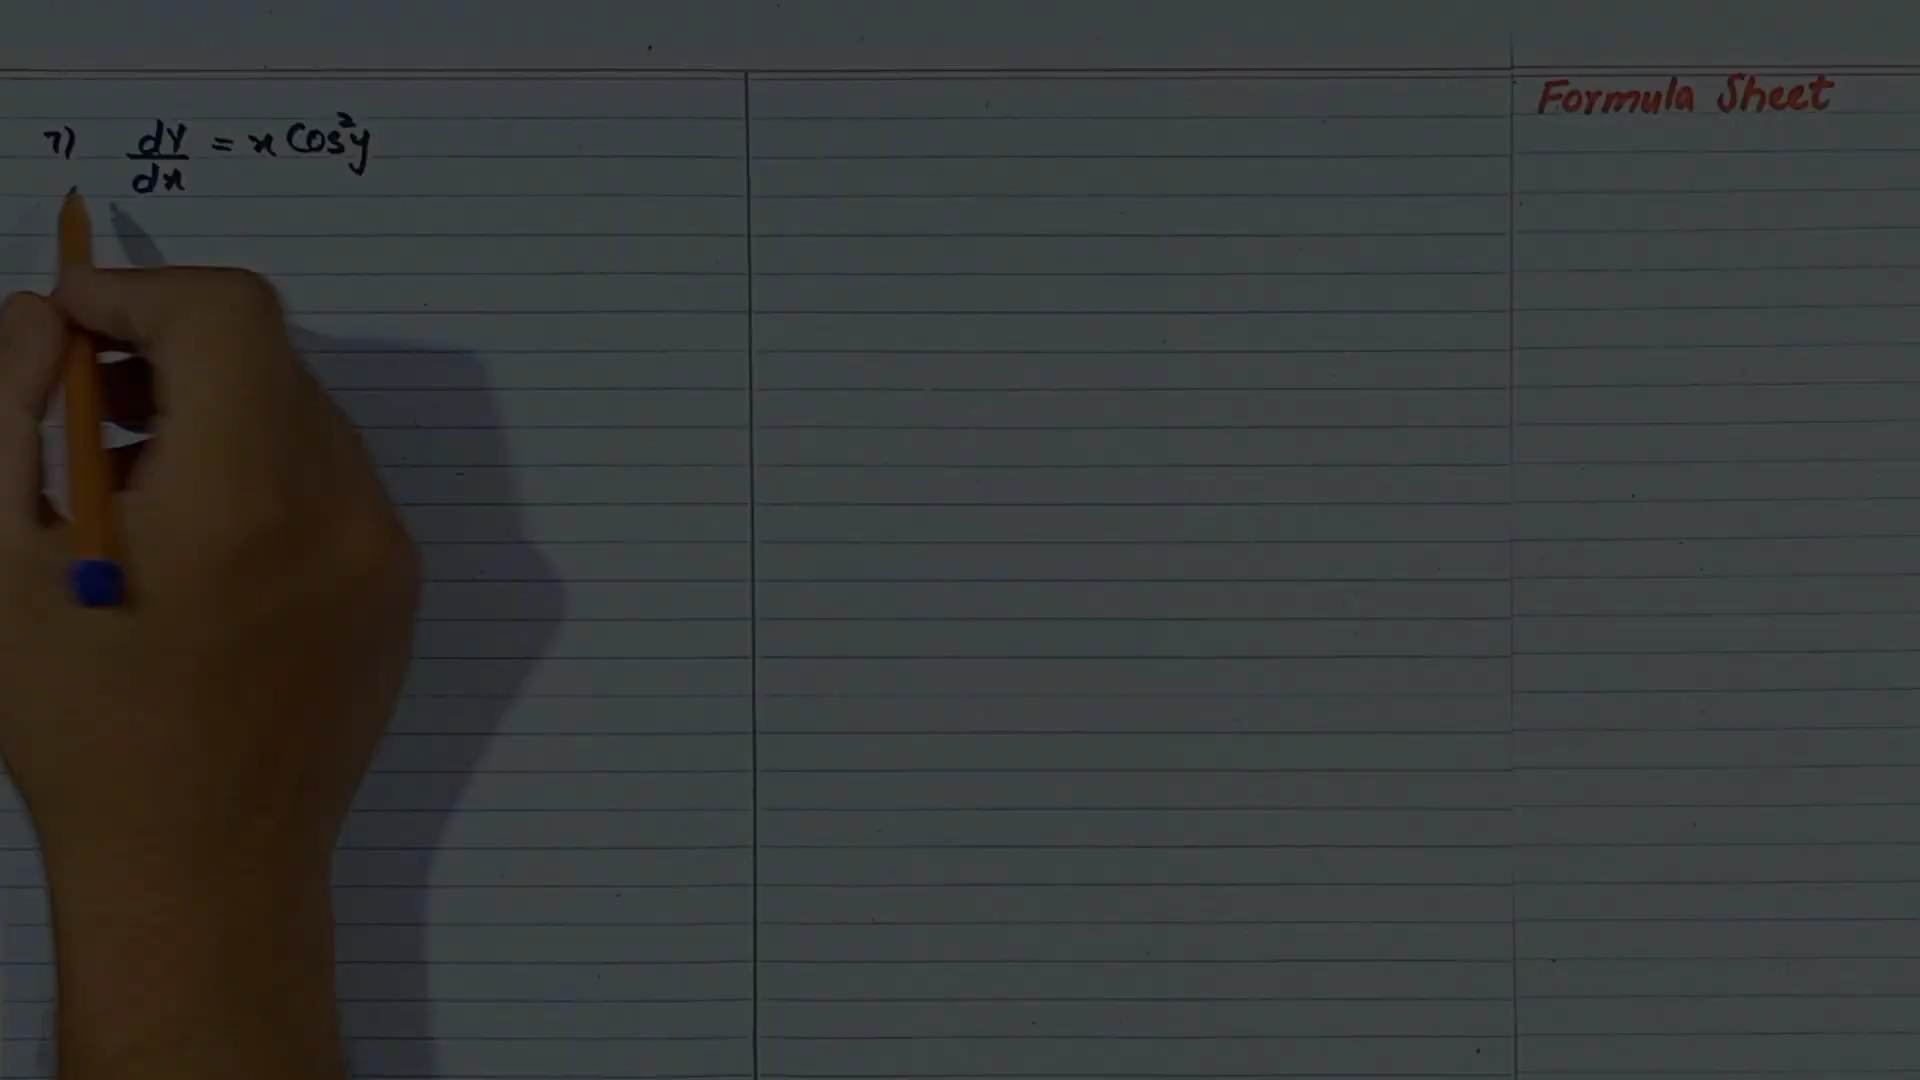 7) dy/dx = x Cos²y
Formula Sheet